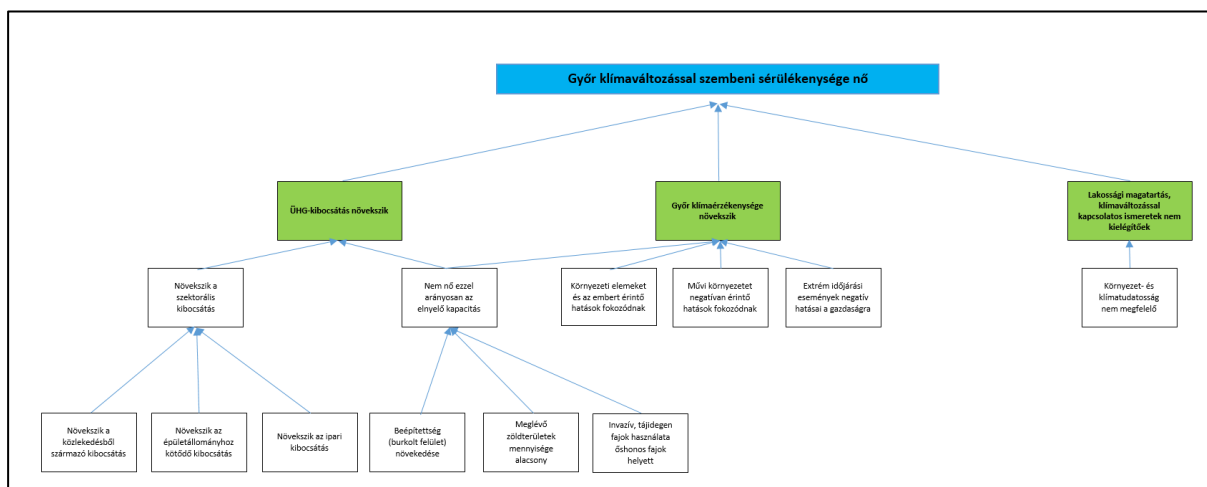 Győr klímaváltozással szembeni sérülékenysége nő
ÜHG-kibocsátás növekszik
Győr klímaérzékenysége
növekszik
Lakossági magatartás,
klímaváltozással
kapcsolatos ismeretek nem
kielégítőek
Növekszik a
szektorális
kibocsátás
Nem nő ezzel
arányosan az
elnyelő kapacitás
Környezeti elemeket
és az embert érintő
hatások fokozódnak
Művi környezetet
negatívan érintő
hatások fokozódnak
Extrém időjárási
események negatív
hatásai a gazdaságra
Környezet- és
klímatudatosság
nem megfelelő
Növekszik a
közlekedésből
származó kibocsátás
Növekszik az
épületállományhoz
kötődő kibocsátás
Növekszik az ipari
kibocsátás
Beépítettség
(burkolt felület)
növekedése
Meglévő
zöldterületek
mennyisége
alacsony
Invazív, tájidegen
fajok használata
őshonos fajok
helyett